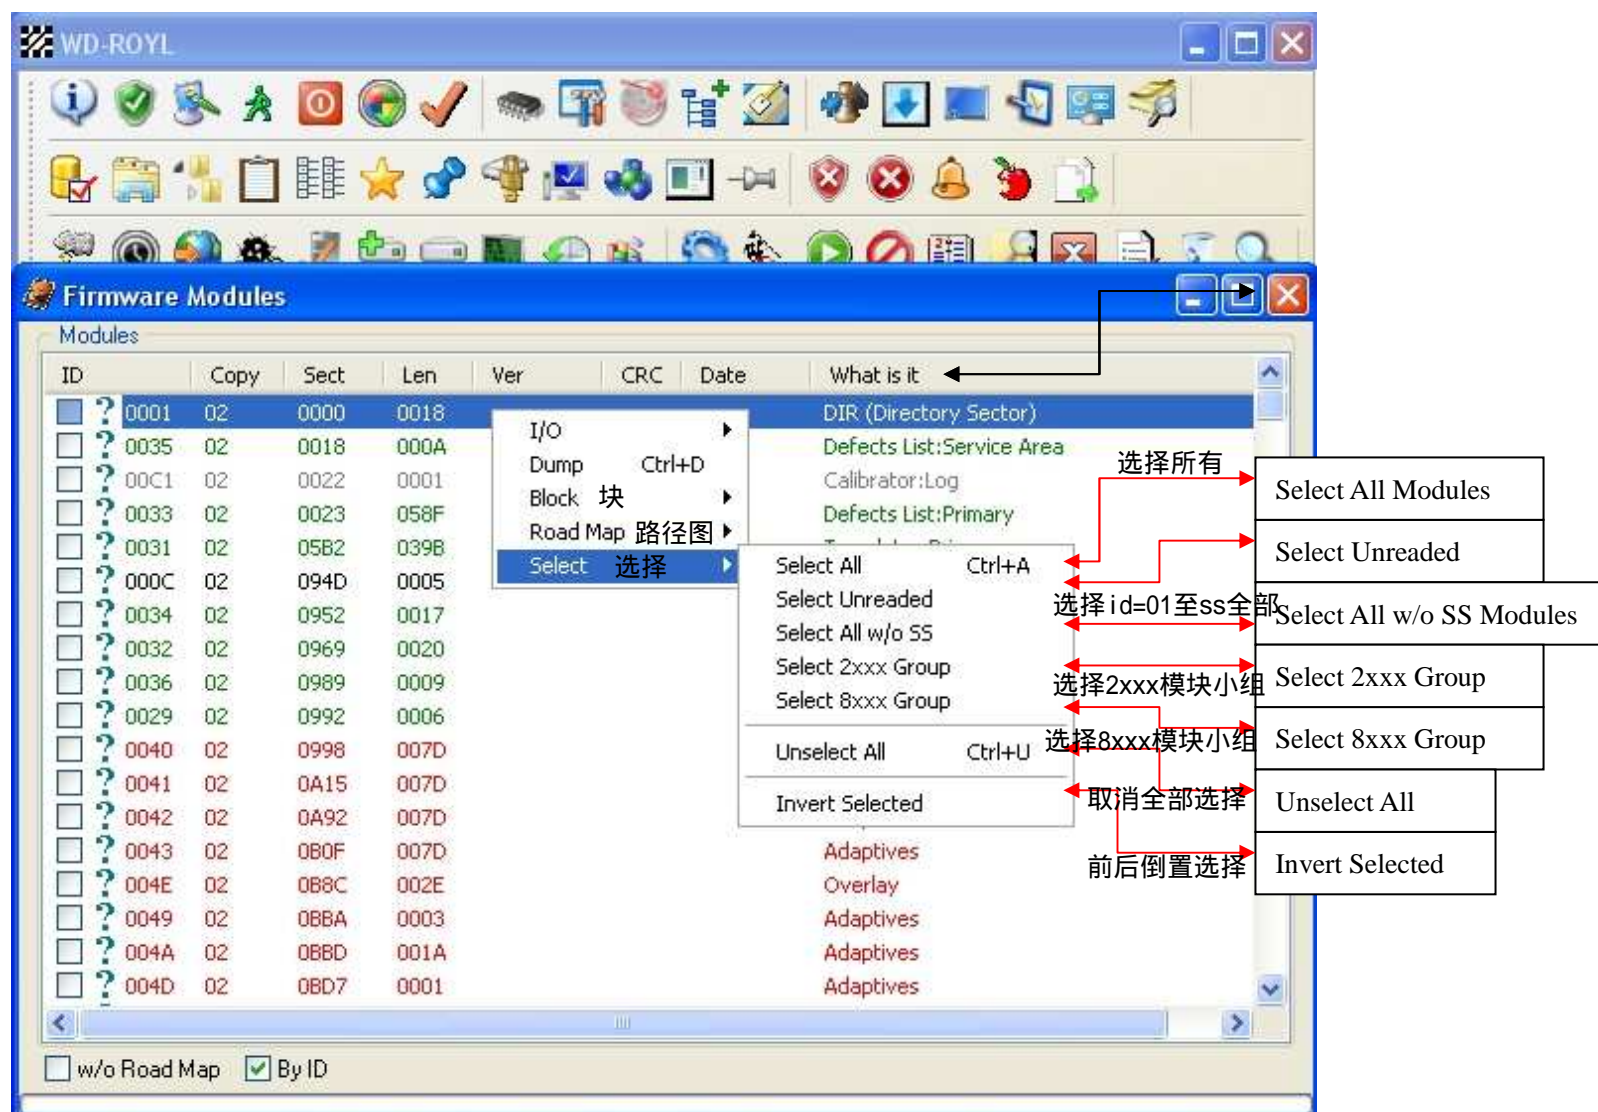 WD-ROYL
Firmware Modules
Modules
ID Copy Sect Len Ver CRC Date What is it
0001 02 0000 0018 DIR (Directory Sector)
0035 02 0018 000A Defects List:Service Area
00C1 02 0022 0001 Calibrator:Log
0033 02 0023 058F Defects List:Primary
0031 02 05B2 039B
000C 02 094D 0005
0034 02 0952 0017
0032 02 0969 0020
0036 02 0989 0009
0029 02 0992 0006
0040 02 0998 007D
0041 02 0A15 007D
0042 02 0A92 007D
0043 02 0B0F 007D Adaptives
004E 02 0B8C 002E Overlay
0049 02 0BBA 0003 Adaptives
004A 02 0BBD 001A Adaptives
004D 02 0BD7 0001 Adaptives
I/O
Dump Ctrl+D
Block 块
Road Map 路径图
Select 选择
Select All Ctrl+A
Select Unreaded
Select All w/o SS
Select 2xxx Group
Select 8xxx Group
Unselect All Ctrl+U
Invert Selected
选择所有
Select All Modules
Select Unreaded
选择id=01至ss全部
Select All w/o SS Modules
选择2xxx模块小组
Select 2xxx Group
选择8xxx模块小组
Select 8xxx Group
取消全部选择
Unselect All
前后倒置选择
Invert Selected
w/o Road Map By ID